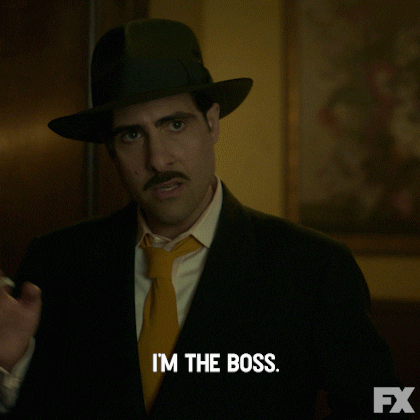 I'M THE BOSS.
FX